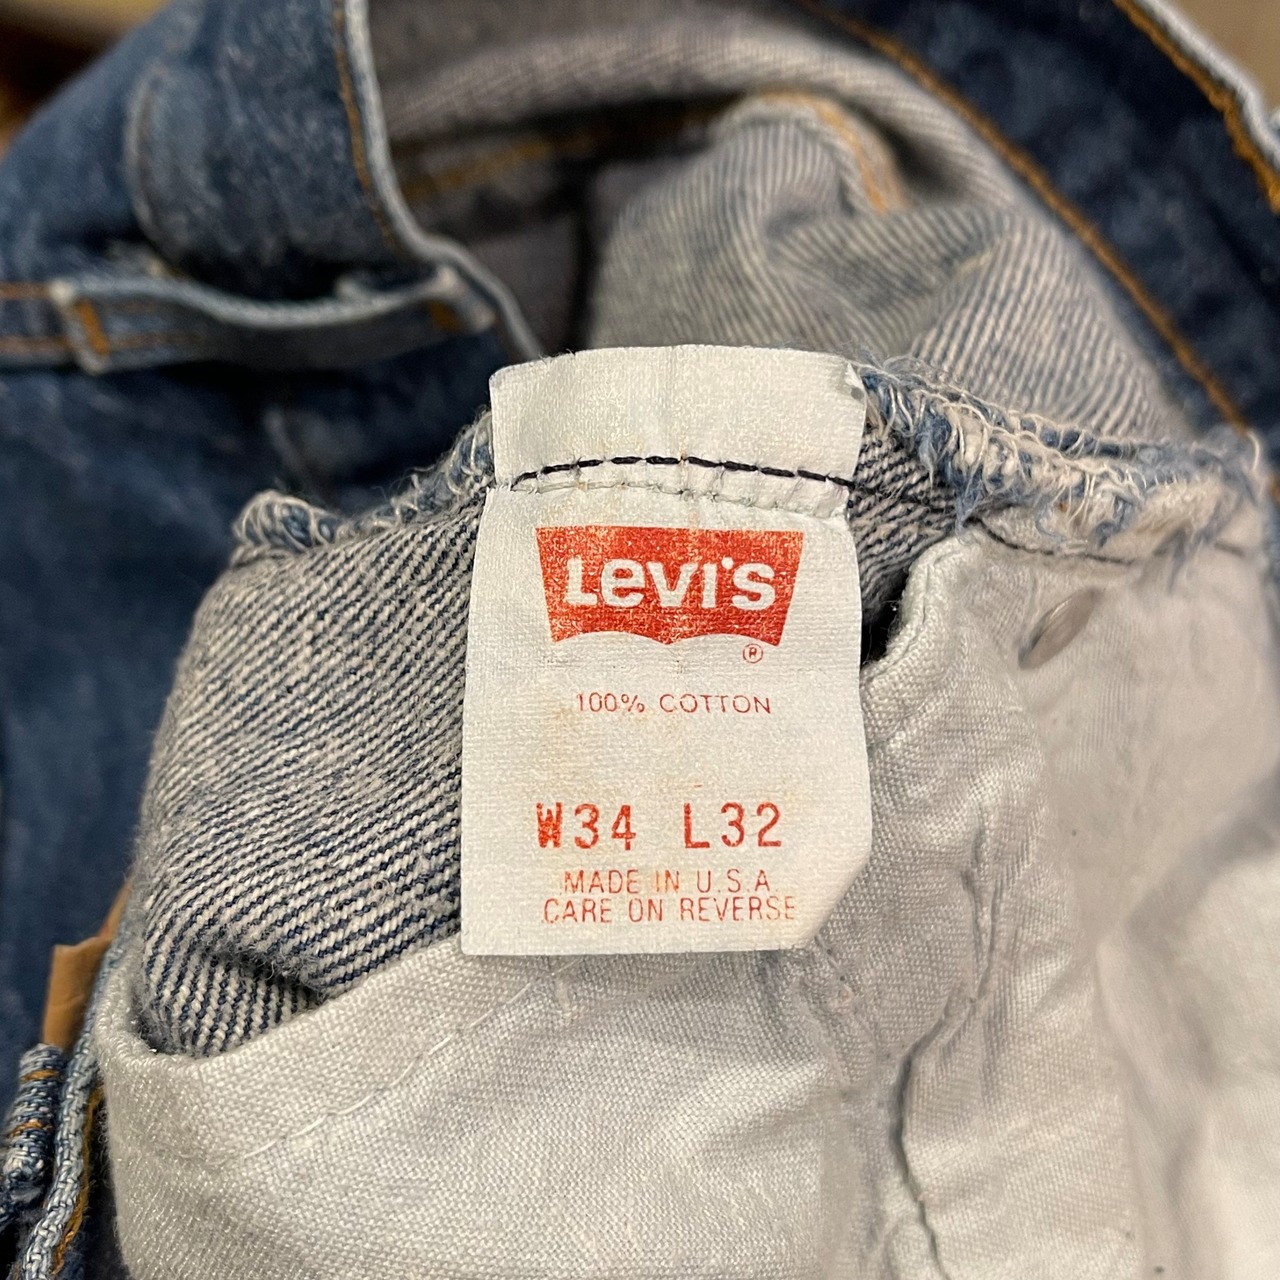 Levi's
®
100% COTTON
W34 L32
MADE IN U.S.A.
CARE ON REVERSE